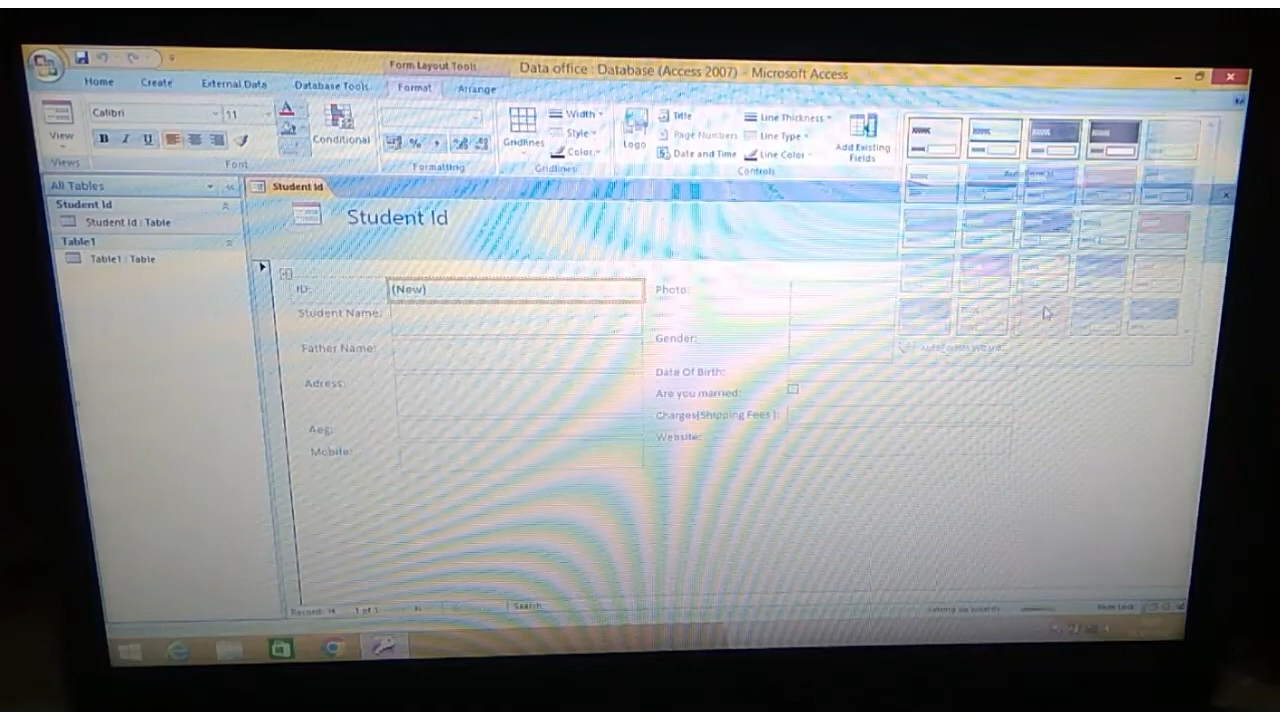 Form Layout Tools
Data office : Database (Access 2007) - Microsoft Access
Home Create External Data Database Tools Format Arrange
Calibri 11
View
B I U
Conditional
%
Gridlines
Width
Style
Color
Logo
Title
Page Numbers
Date and Time
Line Thickness
Line Type
Line Color
Add Existing
Fields
Views Font Formatting Gridlines Controls
All Tables
Student Id
Student Id : Table
Table1
Table1 : Table
Student Id
Student Id
ID: (New)
Student Name:
Father Name:
Adress:
Aeg:
Mobile:
Photo:
Gender:
Date Of Birth:
Are you married:
Charges(Shipping Fees ):
Website:
Record: 1 of 1 Search
Num Lock